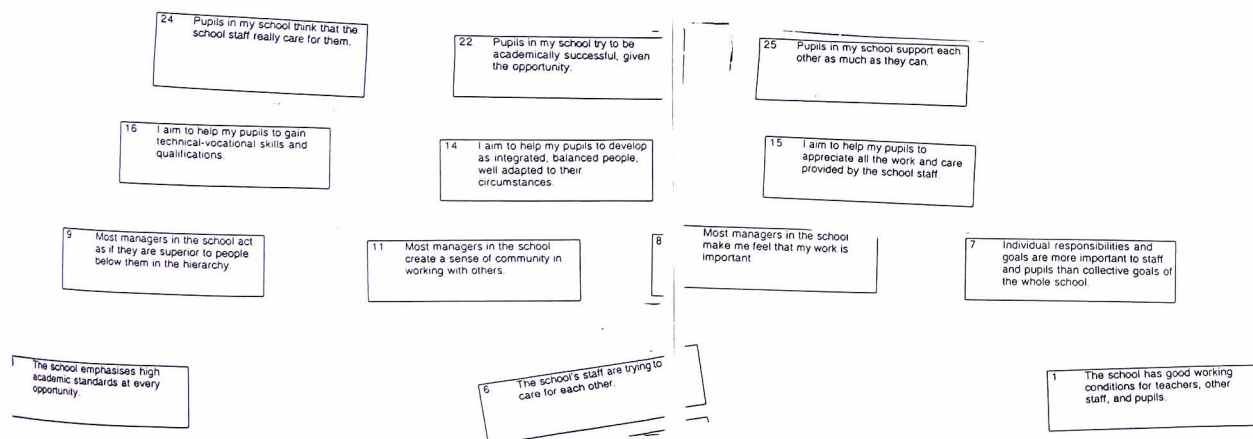 24 Pupils in my school think that the
school staff really care for them.
22 Pupils in my school try to be
academically successful, given
the opportunity.
25 Pupils in my school support each
other as much as they can.
16 I aim to help my pupils to gain
technical-vocational skills and
qualifications.
14 I aim to help my pupils to develop
as integrated, balanced people,
well adapted to their
circumstances.
15 I aim to help my pupils to
appreciate all the work and care
provided by the school staff.
9 Most managers in the school act
as if they are superior to people
below them in the hierarchy.
11 Most managers in the school
create a sense of community in
working with others.
8 Most managers in the school
make me feel that my work is
important
7 Individual responsibilities and
goals are more important to staff
and pupils than collective goals of
the whole school.
The school emphasises high
academic standards at every
opportunity.
6 The school's staff are trying to
care for each other.
1 The school has good working
conditions for teachers, other
staff, and pupils.